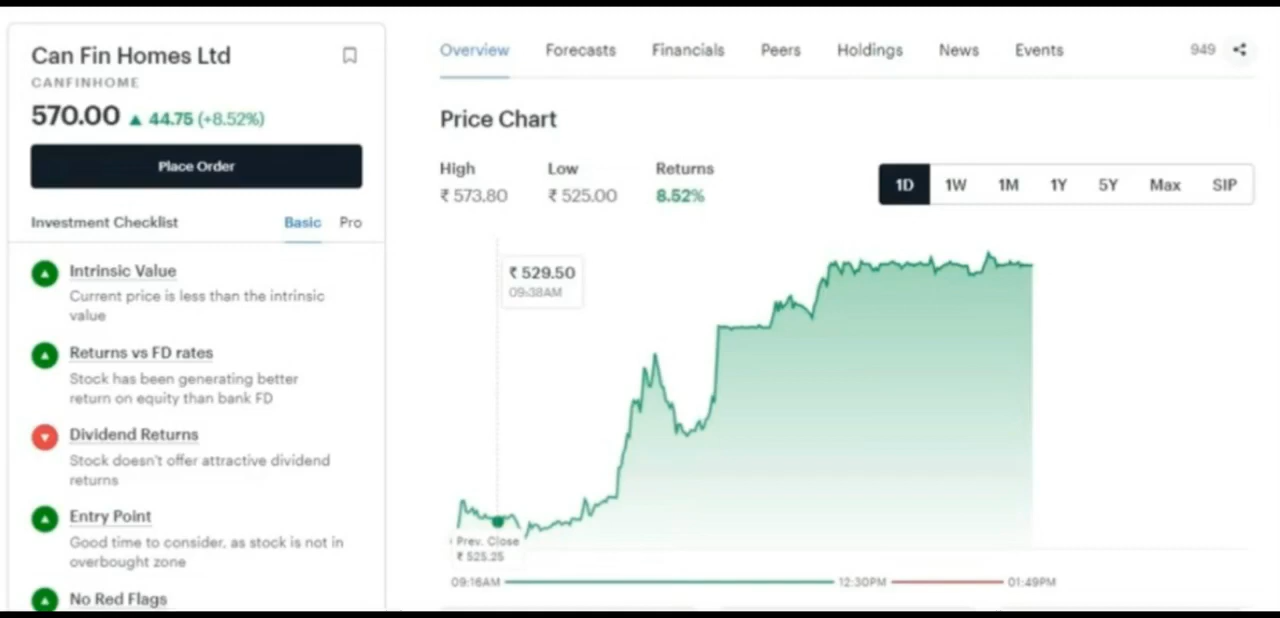 Can Fin Homes Ltd
CANFINHOME
570.00 ▲ 44.75 (+8.52%)
Place Order
Investment Checklist Basic Pro
Intrinsic Value
Current price is less than the intrinsic
value
Returns vs FD rates
Stock has been generating better
return on equity than bank FD
Dividend Returns
Stock doesn't offer attractive dividend
returns
Entry Point
Good time to consider, as stock is not in
overbought zone
No Red Flags
Overview Forecasts Financials Peers Holdings News Events 949
Price Chart
High Low Returns
₹ 573.80 ₹ 525.00 8.52%
1D 1W 1M 1Y 5Y Max SIP
₹ 529.50
09:38AM
Prev. Close
₹ 525.25
09:16AM 12:30PM 01:49PM